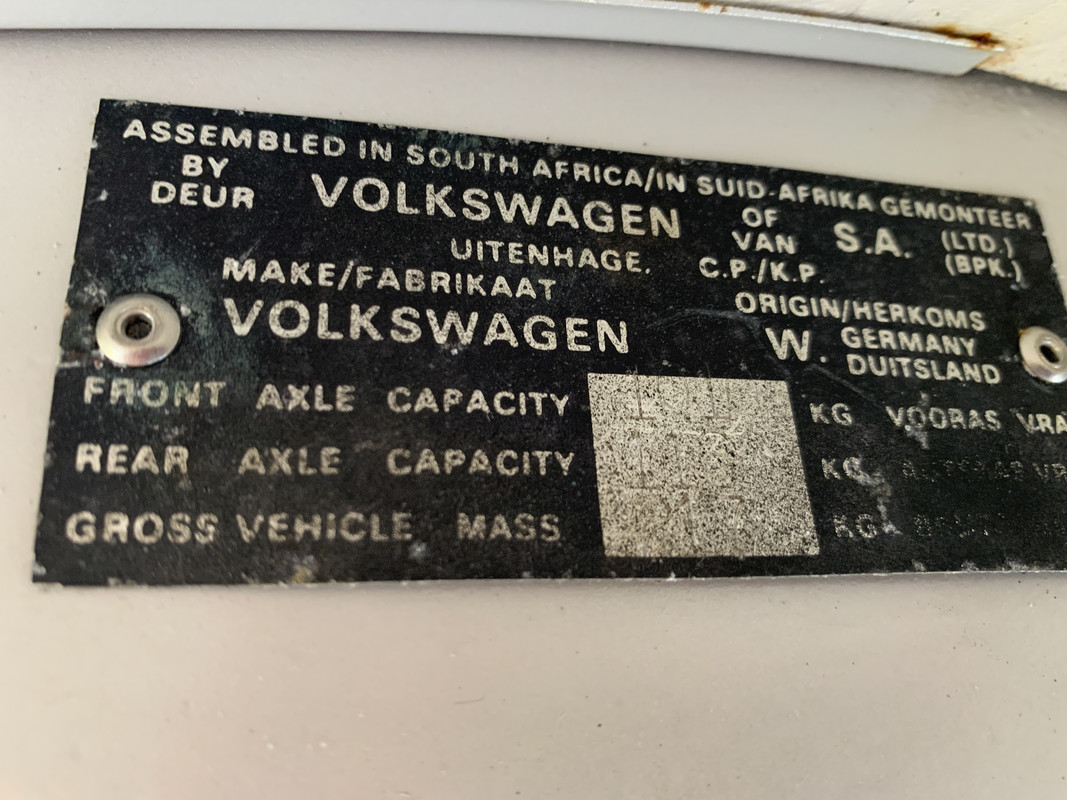 ASSEMBLED IN SOUTH AFRICA/IN SUID-AFRIKA GEMONTEER
BY DEUR VOLKSWAGEN OF VAN S.A. (LTD.) (BPK.)
UITENHAGE. C.P./K.P.
MAKE/FABRIKAAT ORIGIN/HERKOMS
VOLKSWAGEN W. GERMANY DUITSLAND
FRONT AXLE CAPACITY KG VOORAS
REAR AXLE CAPACITY KG
GROSS VEHICLE MASS KG